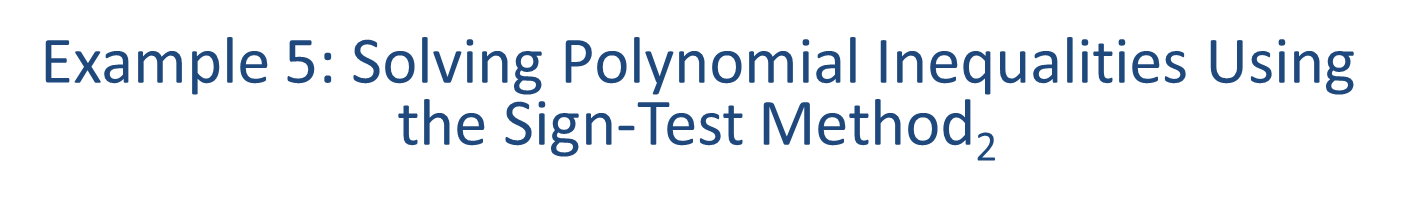 Example 5: Solving Polynomial Inequalities Using
the Sign-Test Method₂